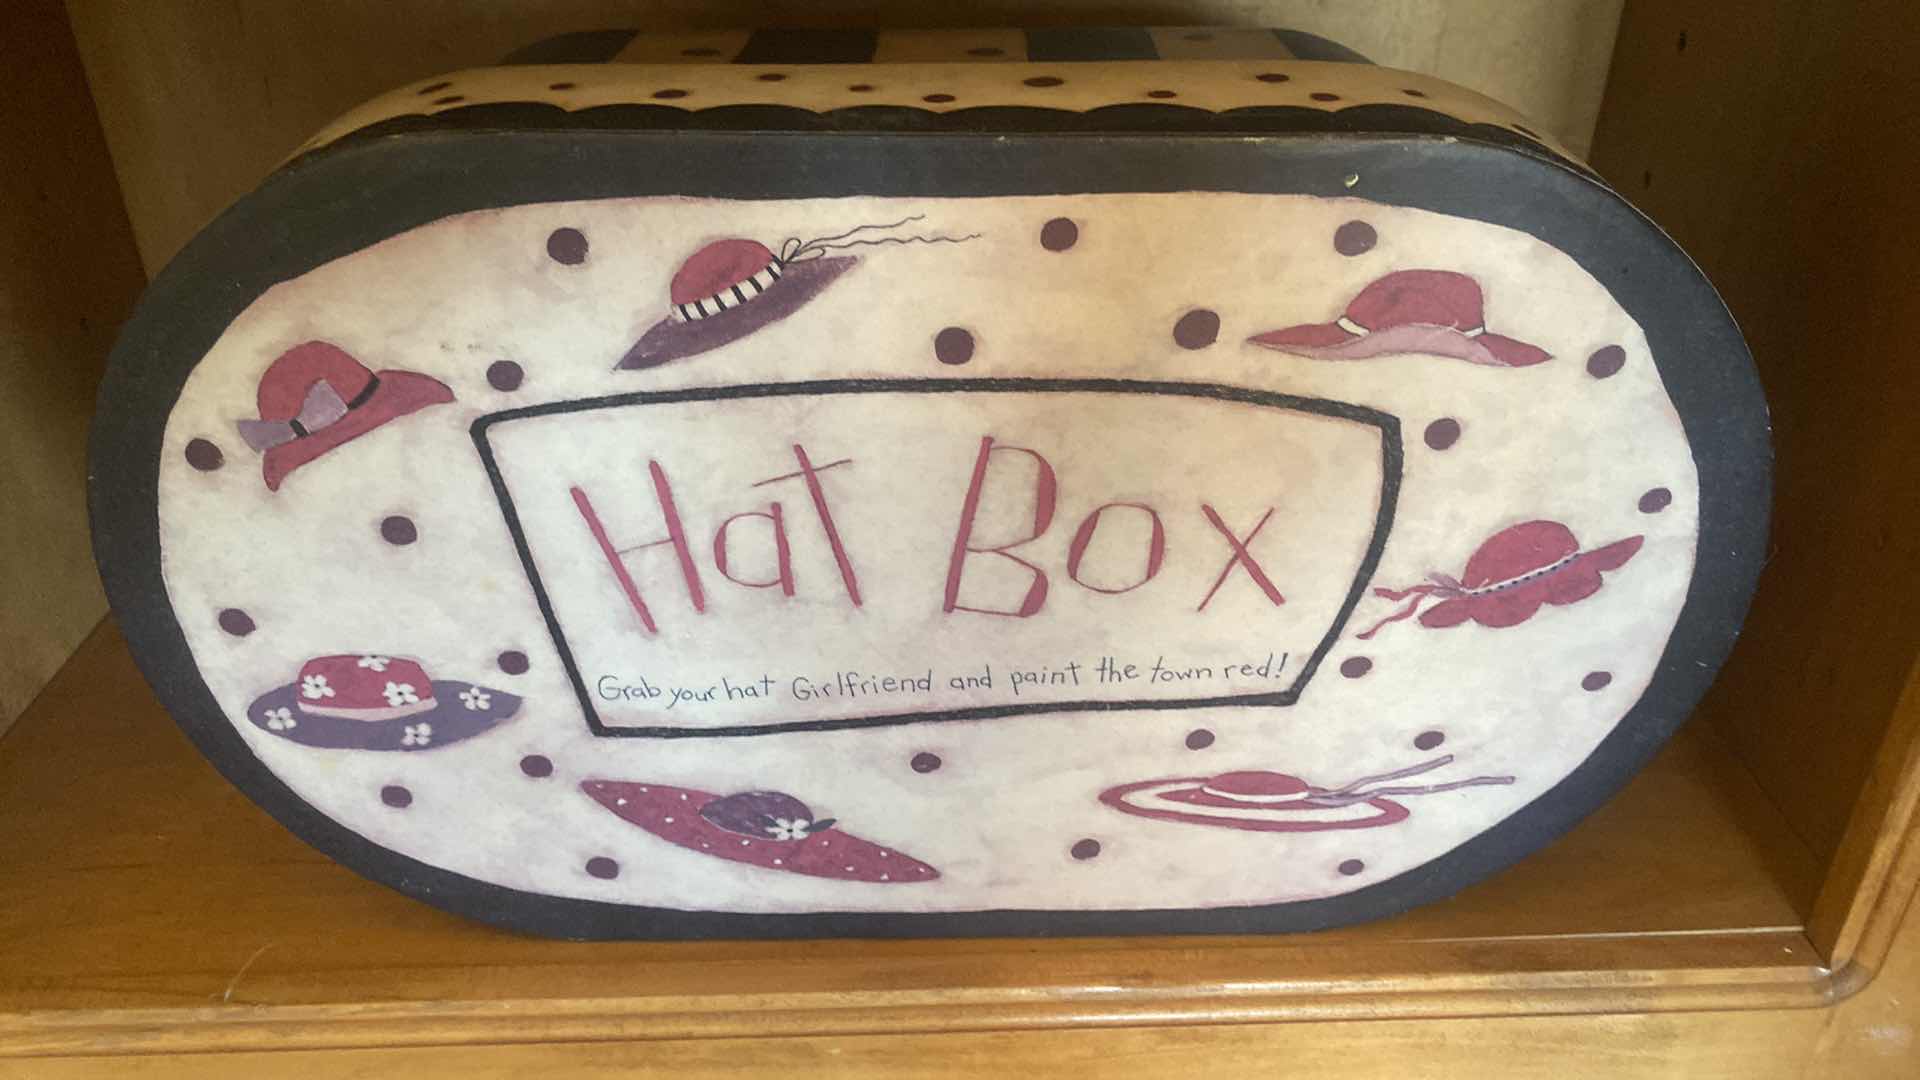 Hat Box
Grab your hat Girlfriend and paint the town red!